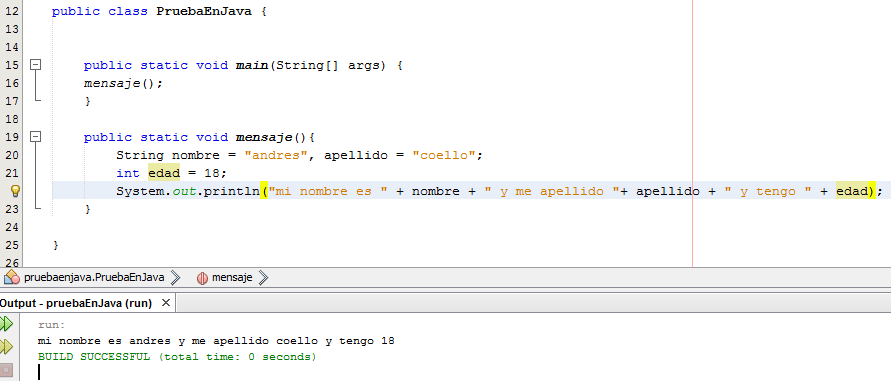 12 public class PruebaEnJava {
13
14
15 public static void main(String[] args) {
16 mensaje();
17 }
18
19 public static void mensaje(){
20 String nombre = "andres", apellido = "coello";
21 int edad = 18;
System.out.println("mi nombre es " + nombre + " y me apellido "+ apellido + " y tengo " + edad);
23 }
24
25 }
26
pruebaenjava.PruebaEnJava mensaje
Output - pruebaEnJava (run) ×
run:
mi nombre es andres y me apellido coello y tengo 18
BUILD SUCCESSFUL (total time: 0 seconds)